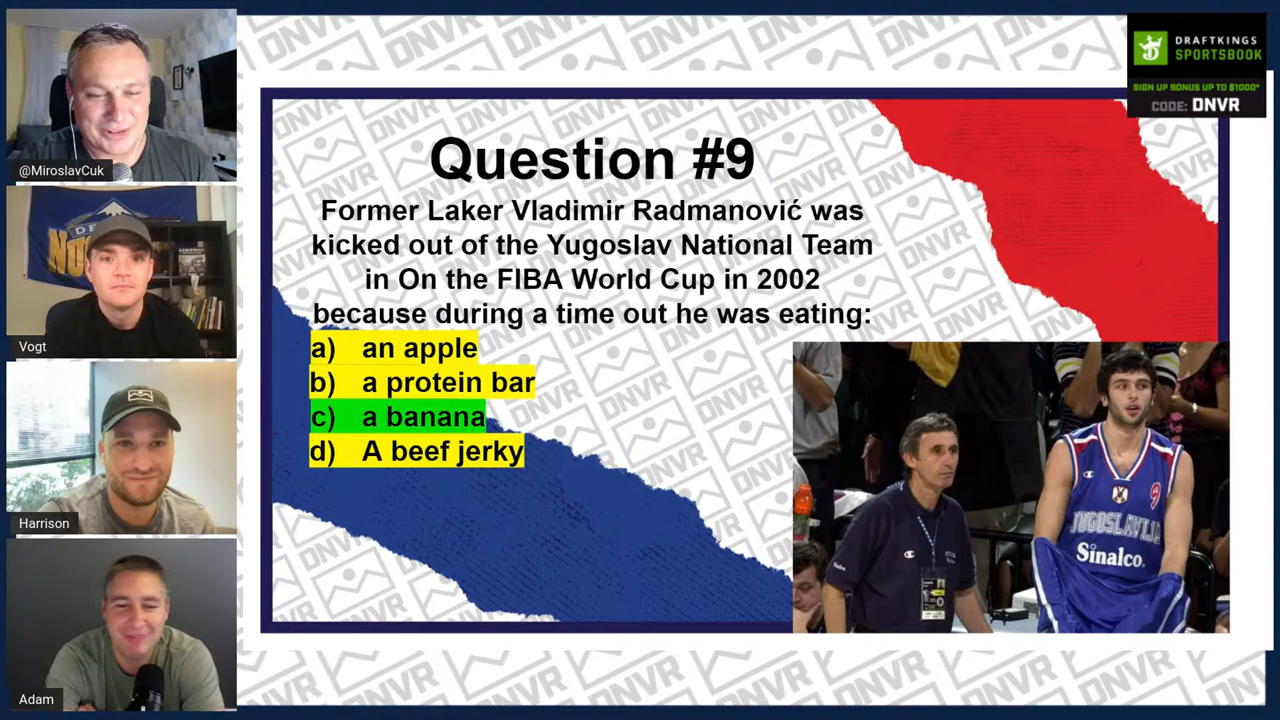 DRAFTKINGS
SPORTSBOOK
SIGN UP BONUS UP TO $1000*
CODE: DNVR
@MiroslavCuk
Vogt
Harrison
Adam
Question #9
Former Laker Vladimir Radmanović was
kicked out of the Yugoslav National Team
in On the FIBA World Cup in 2002
because during a time out he was eating:
a) an apple
b) a protein bar
c) a banana
d) A beef jerky
9
JUGOSLAVIJA
Sinalco
DNVR